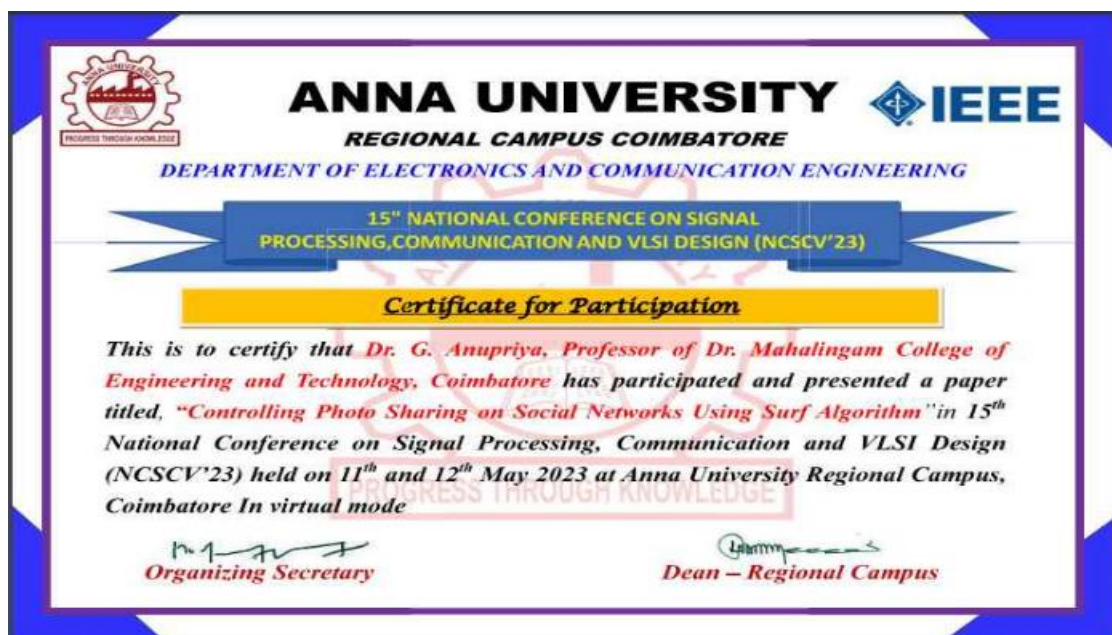 ANNA UNIVERSITY
PROGRESS THROUGH KNOWLEDGE
ANNA UNIVERSITY
IEEE
REGIONAL CAMPUS COIMBATORE
DEPARTMENT OF ELECTRONICS AND COMMUNICATION ENGINEERING
15" NATIONAL CONFERENCE ON SIGNAL
PROCESSING,COMMUNICATION AND VLSI DESIGN (NCSCV'23)
Certificate for Participation
This is to certify that Dr. G. Anupriya, Professor of Dr. Mahalingam College of
Engineering and Technology, Coimbatore has participated and presented a paper
titled, “Controlling Photo Sharing on Social Networks Using Surf Algorithm”in 15th
National Conference on Signal Processing, Communication and VLSI Design
(NCSCV’23) held on 11th and 12th May 2023 at Anna University Regional Campus,
PROGRESS THROUGH KNOWLEDGE
Coimbatore In virtual mode
Organizing Secretary
Dean – Regional Campus